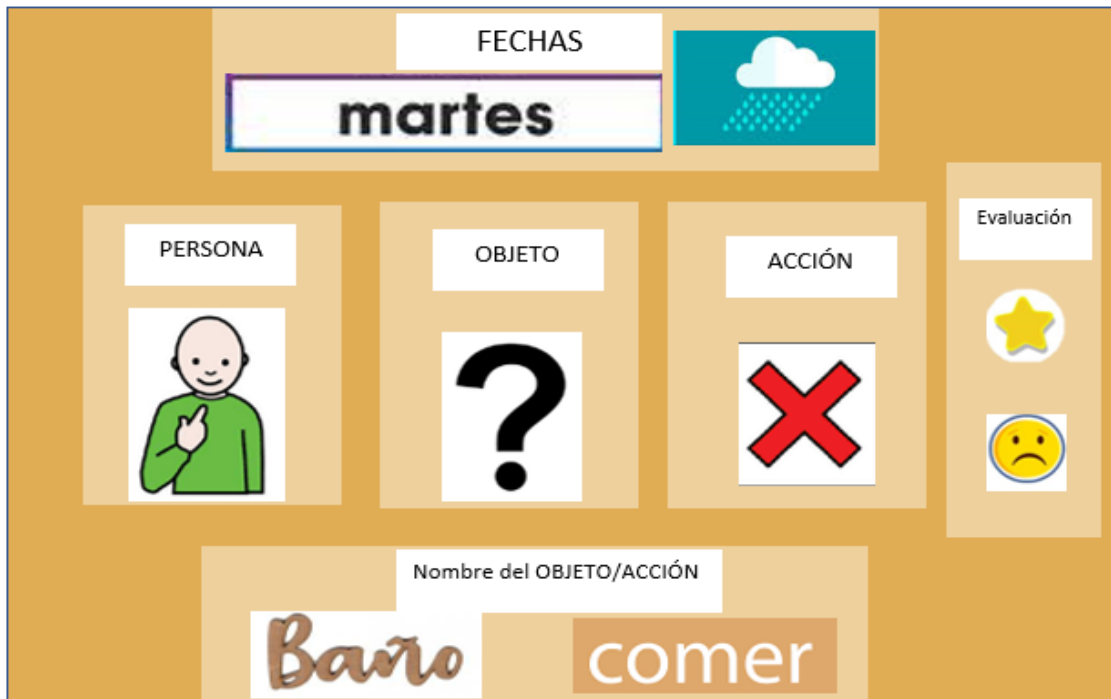 FECHAS
martes
PERSONA
OBJETO
ACCIÓN
Evaluación
?
Nombre del OBJETO/ACCIÓN
Baño
comer